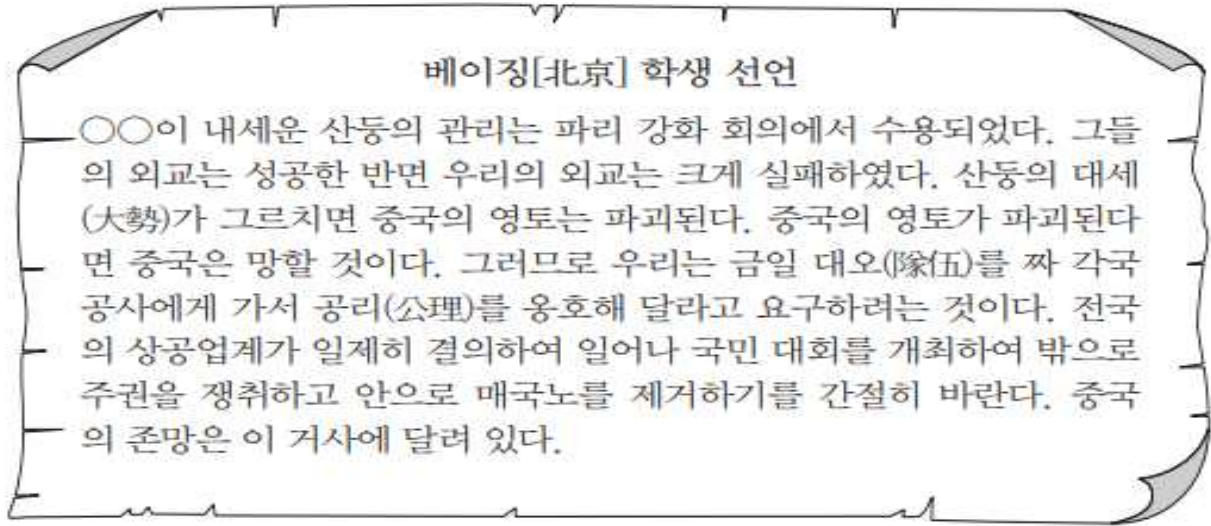 베이징[北京] 학생 선언
○○이 내세운 산둥의 관리는 파리 강화 회의에서 수용되었다. 그들
의 외교는 성공한 반면 우리의 외교는 크게 실패하였다. 산둥의 대세
(大勢)가 그르치면 중국의 영토는 파괴된다. 중국의 영토가 파괴된다
면 중국은 망할 것이다. 그러므로 우리는 금일 대오(隊伍)를 짜 각국
공사에게 가서 공리(公理)를 옹호해 달라고 요구하려는 것이다. 전국
의 상공업계가 일제히 결의하여 일어나 국민 대회를 개최하여 밖으로
주권을 쟁취하고 안으로 매국노를 제거하기를 간절히 바란다. 중국
의 존망은 이 거사에 달려 있다.